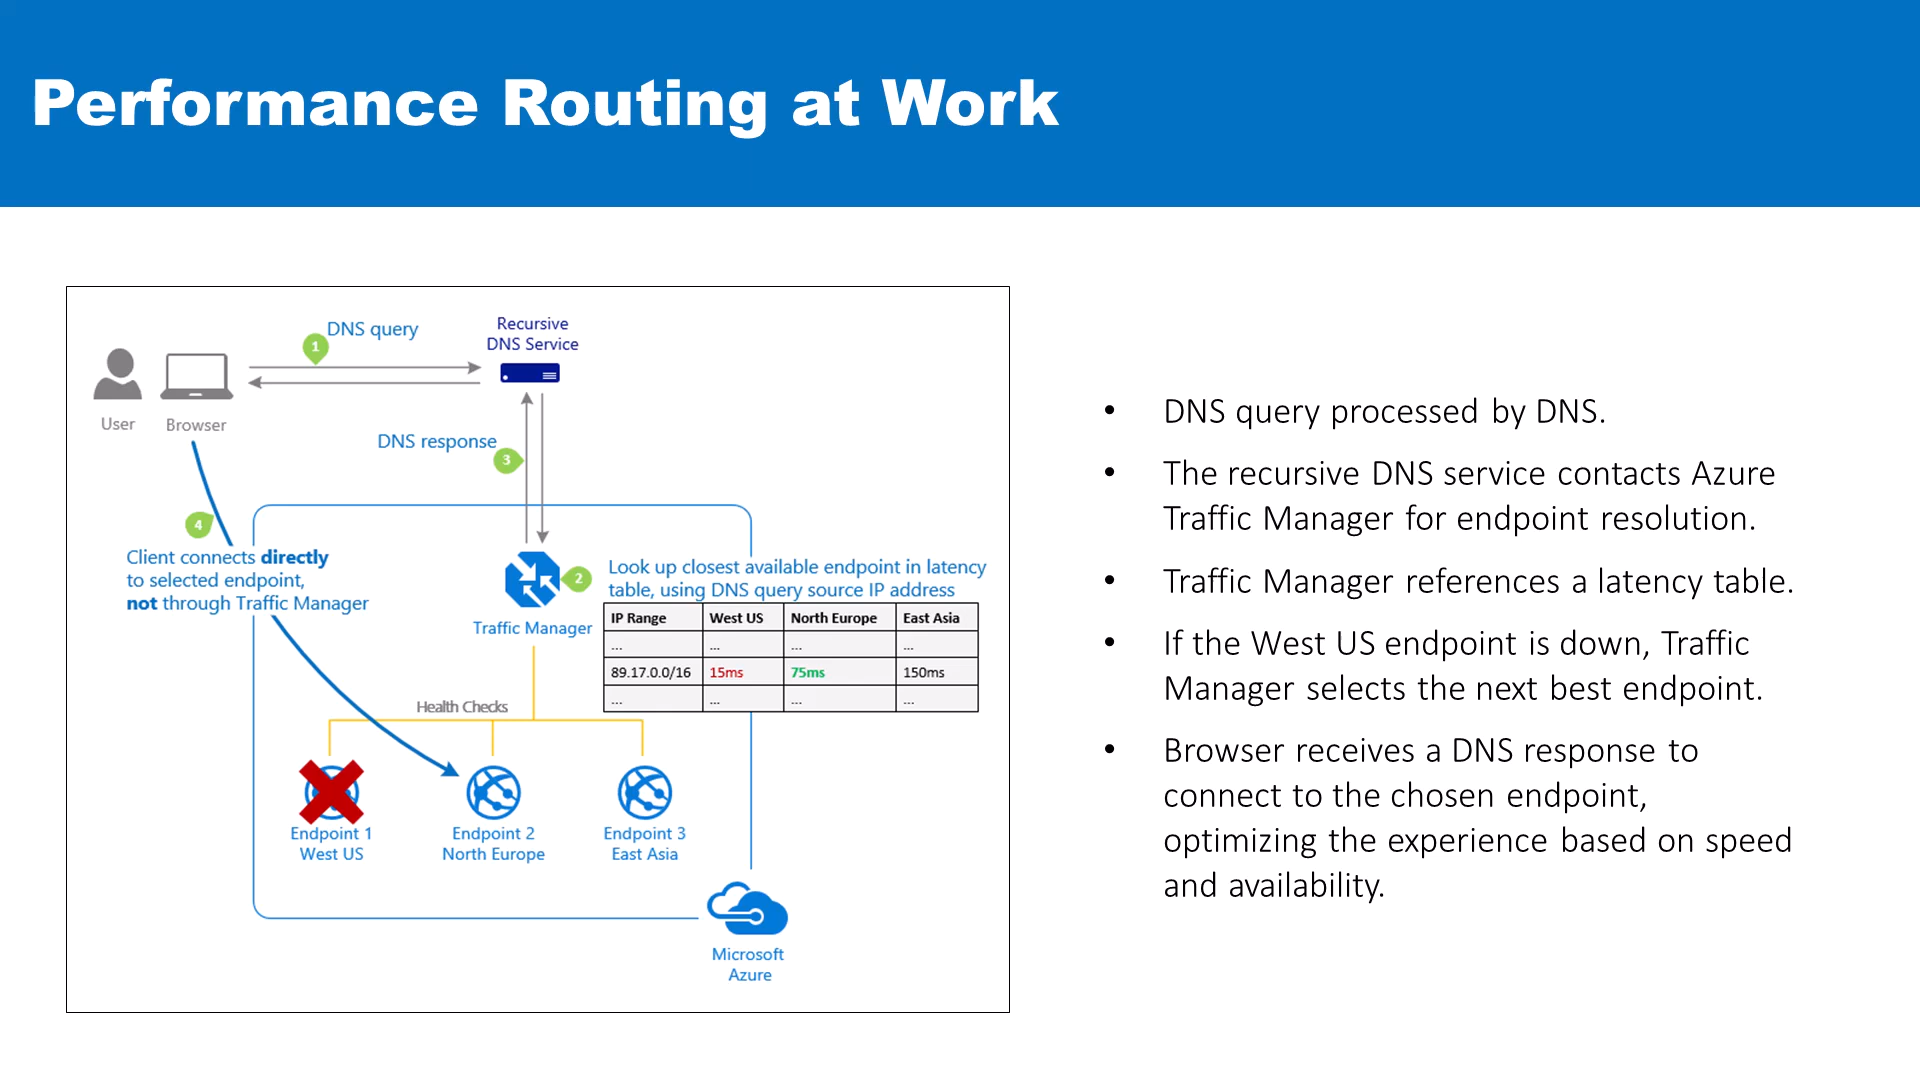 Performance Routing at Work
DNS query
1
Recursive
DNS Service
User
Browser
DNS response
3
4
Client connects directly
to selected endpoint,
not through Traffic Manager
2
Look up closest available endpoint in latency
table, using DNS query source IP address
Traffic Manager
IP Range West US North Europe East Asia
... ... ... ...
89.17.0.0/16 15ms 75ms 150ms
... ... ... ...
Health Checks
Endpoint 1
West US
Endpoint 2
North Europe
Endpoint 3
East Asia
Microsoft
Azure
• DNS query processed by DNS.
• The recursive DNS service contacts Azure
Traffic Manager for endpoint resolution.
• Traffic Manager references a latency table.
• If the West US endpoint is down, Traffic
Manager selects the next best endpoint.
• Browser receives a DNS response to
connect to the chosen endpoint,
optimizing the experience based on speed
and availability.